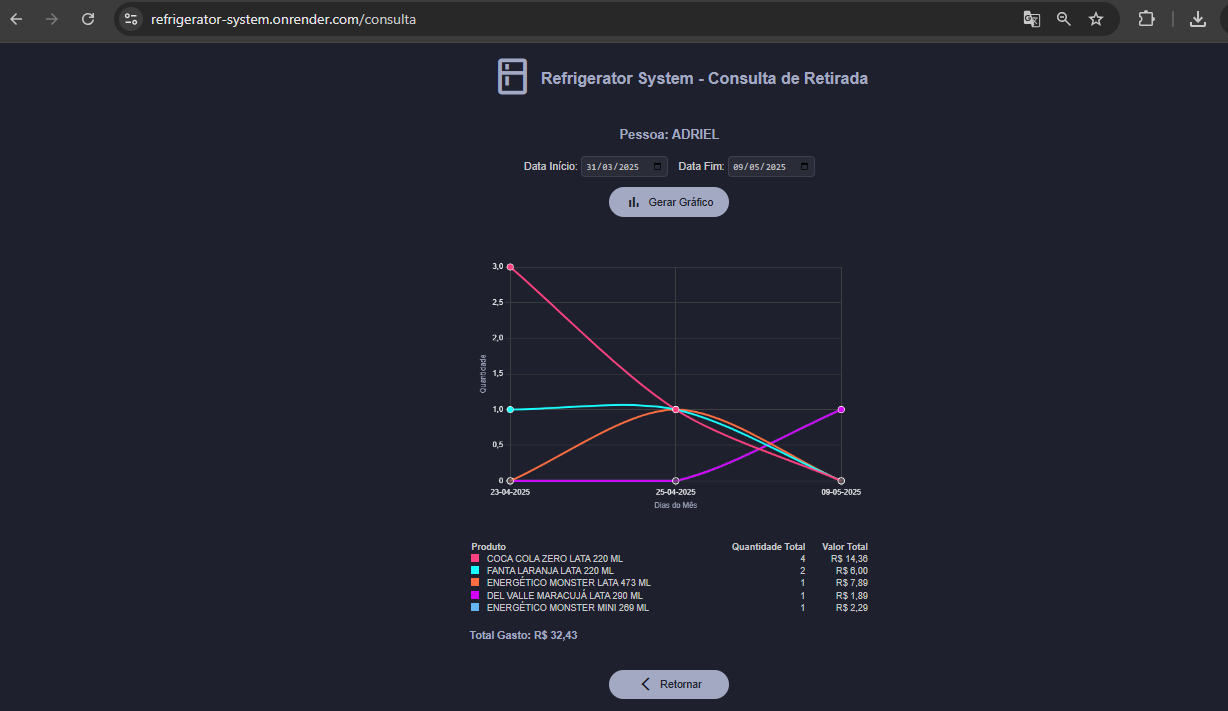 refrigerator-system.onrender.com/consulta
Refrigerator System - Consulta de Retirada
Pessoa: ADRIEL
Data Início: 31/03/2025 Data Fim: 09/05/2025
Gerar Gráfico
3,0
2,5
2,0
1,5
1,0
0,5
0
Quantidade
23-04-2025 25-04-2025 09-05-2025
Dias do Mês
Produto Quantidade Total Valor Total
COCA COLA ZERO LATA 220 ML 4 R$ 14,36
FANTA LARANJA LATA 220 ML 2 R$ 6,00
ENERGÉTICO MONSTER LATA 473 ML 1 R$ 7,89
DEL VALLE MARACUJÁ LATA 290 ML 1 R$ 1,89
ENERGÉTICO MONSTER MINI 269 ML 1 R$ 2,29
Total Gasto: R$ 32,43
Retornar